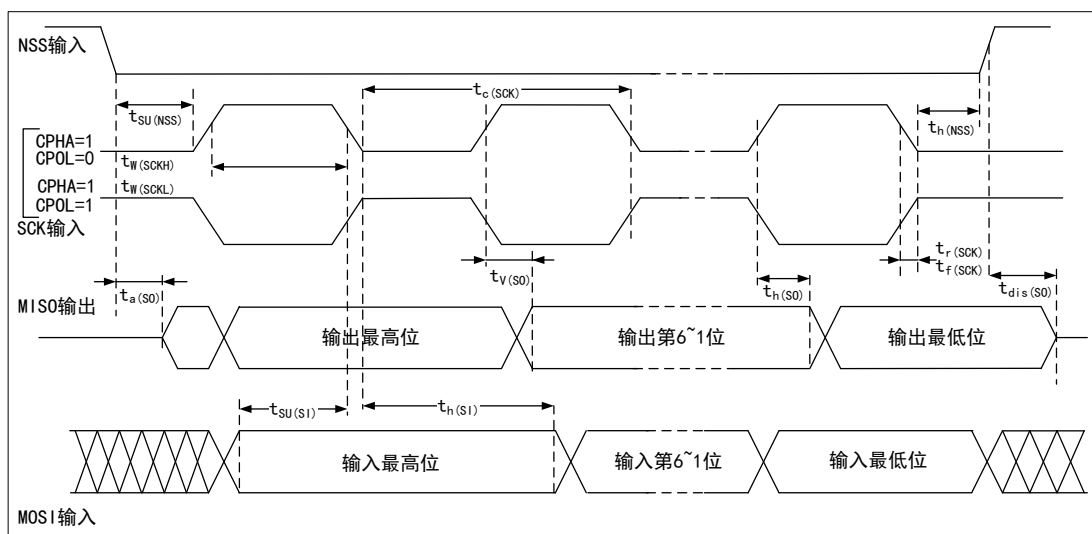 NSS输入
tc(SCK)
tSU(NSS)
th(NSS)
CPHA=1
CPOL=0
tW(SCKH)
CPHA=1
CPOL=1
tW(SCKL)
SCK输入
ta(SO)
tV(SO)
th(SO)
tr(SCK)
tf(SCK)
tdis(SO)
MISO输出
输出最高位
输出第6~1位
输出最低位
tSU(SI)
th(SI)
输入最高位
输入第6~1位
输入最低位
MOSI输入